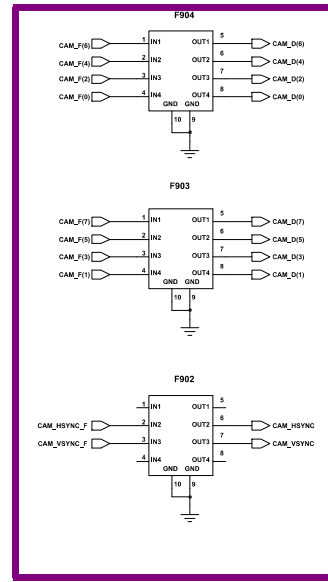 F904
CAM_F(6) 1 IN1 OUT1 5 CAM_D(6)
CAM_F(4) 2 IN2 OUT2 6 CAM_D(4)
CAM_F(2) 3 IN3 OUT3 7 CAM_D(2)
CAM_F(0) 4 IN4 OUT4 8 CAM_D(0)
GND GND
10 9
F903
CAM_F(7) 1 IN1 OUT1 5 CAM_D(7)
CAM_F(5) 2 IN2 OUT2 6 CAM_D(5)
CAM_F(3) 3 IN3 OUT3 7 CAM_D(3)
CAM_F(1) 4 IN4 OUT4 8 CAM_D(1)
GND GND
10 9
F902
1 IN1 OUT1 5
CAM_HSYNC_F 2 IN2 OUT2 6 CAM_HSYNC
CAM_VSYNC_F 3 IN3 OUT3 7 CAM_VSYNC
4 IN4 OUT4 8
GND GND
10 9